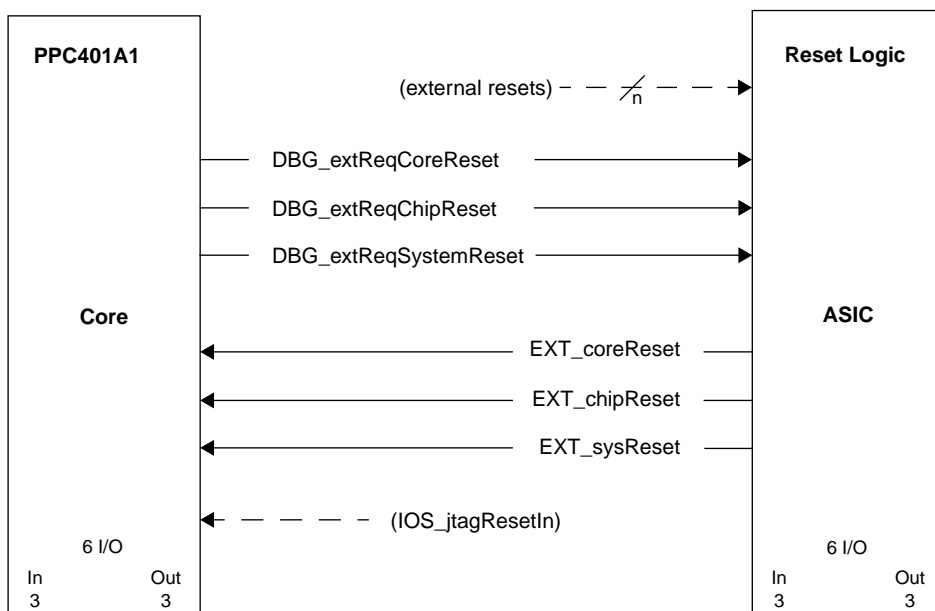 PPC401A1
Reset Logic
(external resets)
n
DBG_extReqCoreReset
DBG_extReqChipReset
DBG_extReqSystemReset
Core
ASIC
EXT_coreReset
EXT_chipReset
EXT_sysReset
(IOS_jtagResetIn)
6 I/O
In Out
3 3
6 I/O
In Out
3 3